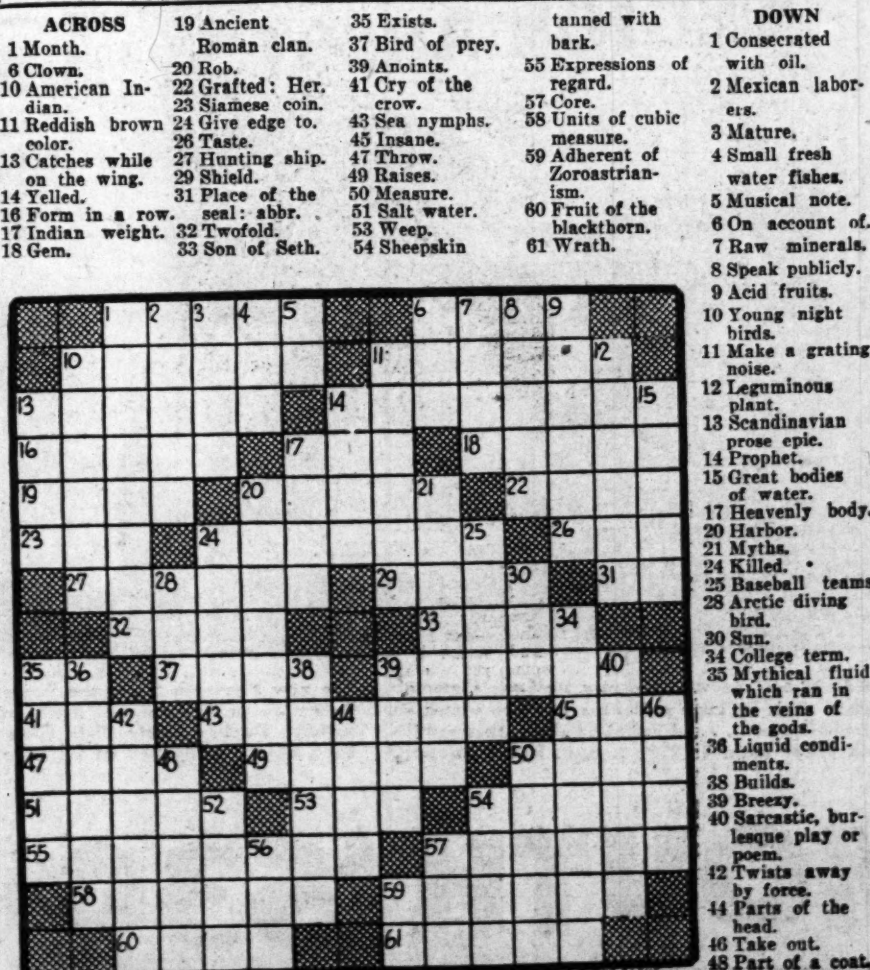 ACROSS
1 Month.
6 Clown.
10 American In-
dian.
11 Reddish brown
color.
13 Catches while
on the wing.
14 Yelled.
16 Form in a row.
17 Indian weight.
18 Gem.
19 Ancient
Roman clan.
20 Rob.
22 Grafted: Her.
23 Siamese coin.
24 Give edge to.
26 Taste.
27 Hunting ship.
29 Shield.
31 Place of the
seal: abbr.
32 Twofold.
33 Son of Seth.
35 Exists.
37 Bird of prey.
39 Anoints.
41 Cry of the
crow.
43 Sea nymphs.
45 Insane.
47 Throw.
49 Raises.
50 Measure.
51 Salt water.
53 Weep.
54 Sheepskin
tanned with
bark.
55 Expressions of
regard.
57 Core.
58 Units of cubic
measure.
59 Adherent of
Zoroastrian-
ism.
60 Fruit of the
blackthorn.
61 Wrath.
DOWN
1 Consecrated
with oil.
2 Mexican labor-
ers.
3 Mature.
4 Small fresh
water fishes.
5 Musical note.
6 On account of.
7 Raw minerals.
8 Speak publicly.
9 Acid fruits.
10 Young night
birds.
11 Make a grating
noise.
12 Leguminous
plant.
13 Scandinavian
prose epic.
14 Prophet.
15 Great bodies
of water.
17 Heavenly body.
20 Harbor.
21 Myths.
24 Killed.
25 Baseball teams
28 Arctic diving
bird.
30 Sun.
34 College term.
35 Mythical fluid
which ran in
the veins of
the gods.
36 Liquid condi-
ments.
38 Builds.
39 Breezy.
40 Sarcastic, bur-
lesque play or
poem.
42 Twists away
by force.
44 Parts of the
head.
46 Take out.
48 Part of a coat.
1 2 3 4 5 6 7 8 9
10 11 12
13 14 15
16 17 18
19 20 21 22
23 24 25 26
27 28 29 30 31
32 33 34
35 36 37 38 39 40
41 42 43 44 45 46
47 48 49 50
51 52 53 54
55 56 57
58 59
60 61